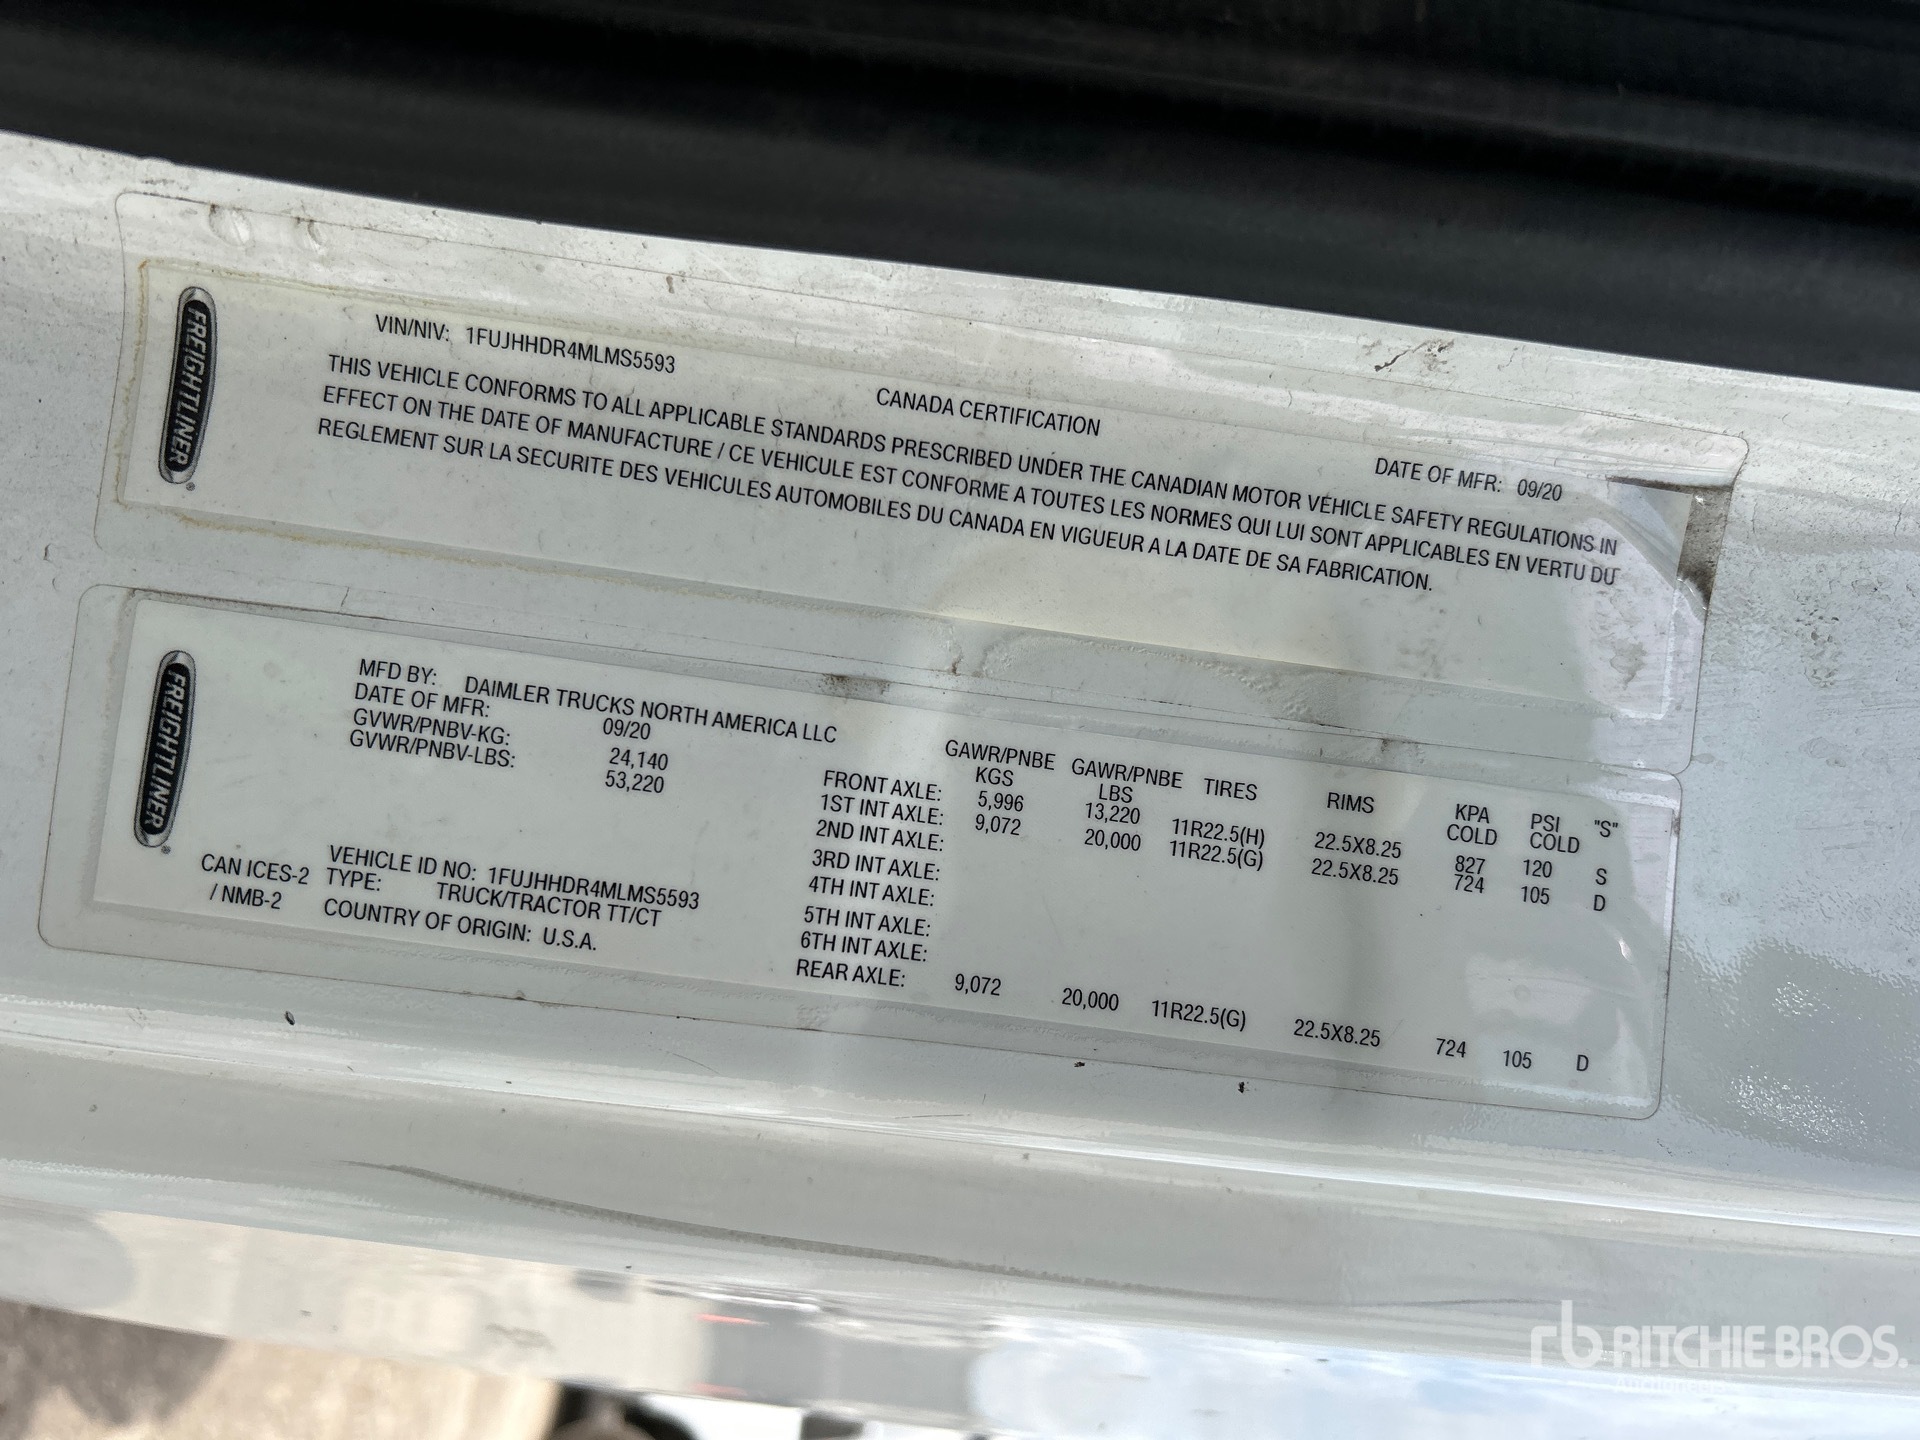 FREIGHTLINER ®
VIN/NIV: 1FUJHHDR4MLMS5593
CANADA CERTIFICATION
DATE OF MFR: 09/20
THIS VEHICLE CONFORMS TO ALL APPLICABLE STANDARDS PRESCRIBED UNDER THE CANADIAN MOTOR VEHICLE SAFETY REGULATIONS IN
EFFECT ON THE DATE OF MANUFACTURE / CE VEHICULE EST CONFORME A TOUTES LES NORMES QUI LUI SONT APPLICABLES EN VERTU DU
REGLEMENT SUR LA SECURITE DES VEHICULES AUTOMOBILES DU CANADA EN VIGUEUR A LA DATE DE SA FABRICATION.
FREIGHTLINER ®
MFD BY: DAIMLER TRUCKS NORTH AMERICA LLC
DATE OF MFR: 09/20
GVWR/PNBV-KG: 24,140
GVWR/PNBV-LBS: 53,220
CAN ICES-2
/ NMB-2
VEHICLE ID NO: 1FUJHHDR4MLMS5593
TYPE: TRUCK/TRACTOR TT/CT
COUNTRY OF ORIGIN: U.S.A.
GAWR/PNBE KGS GAWR/PNBE LBS TIRES RIMS KPA COLD PSI COLD "S"
FRONT AXLE: 5,996 13,220 11R22.5(H) 22.5X8.25 827 120 S
1ST INT AXLE: 9,072 20,000 11R22.5(G) 22.5X8.25 724 105 D
2ND INT AXLE:
3RD INT AXLE:
4TH INT AXLE:
5TH INT AXLE:
6TH INT AXLE:
REAR AXLE: 9,072 20,000 11R22.5(G) 22.5X8.25 724 105 D
rb RITCHIE BROS.
Auctioneers